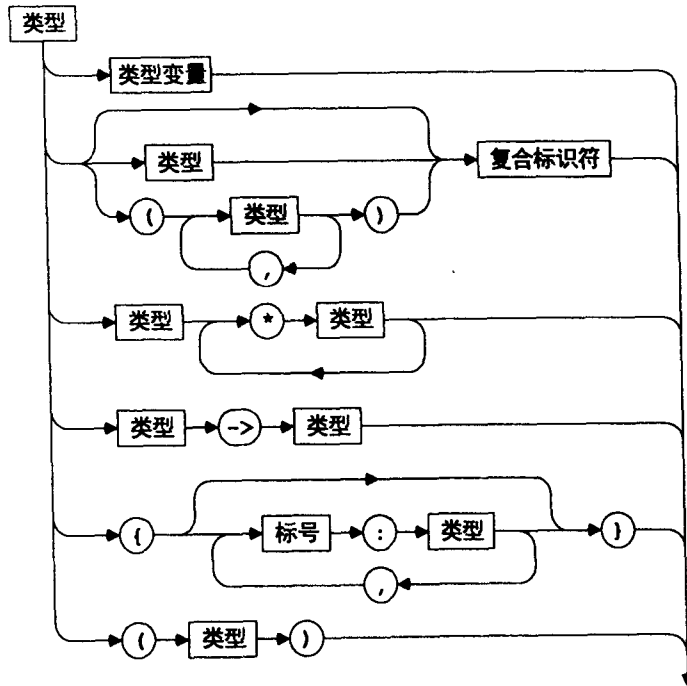 类型
类型变量
类型 复合标识符
( 类型 )
,
类型 * 类型
类型 -> 类型
{ 标号 : 类型 }
,
( 类型 )